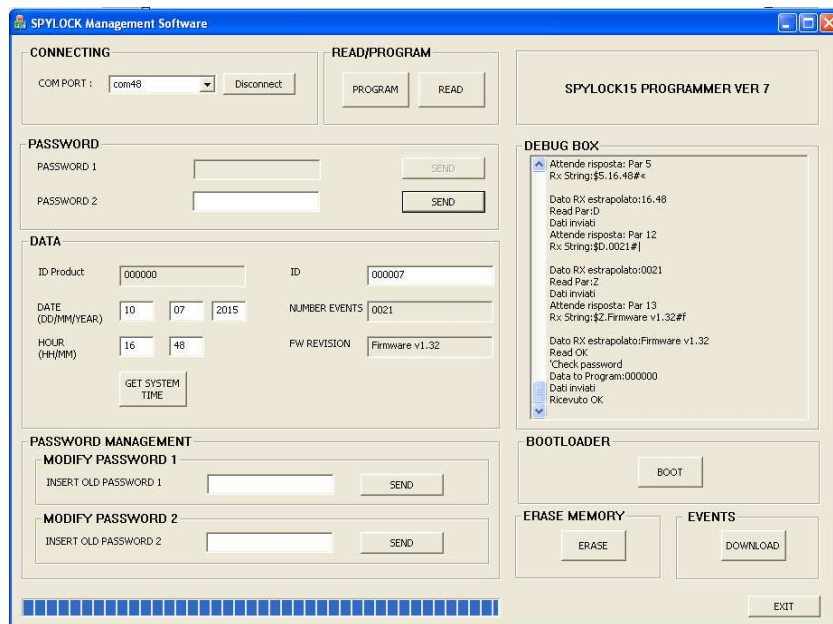 SPYLOCK Management Software
CONNECTING
COM PORT :
com48
Disconnect
READ/PROGRAM
PROGRAM
READ
SPYLOCK15 PROGRAMMER VER 7
PASSWORD
PASSWORD 1
SEND
PASSWORD 2
SEND
DATA
ID Product
000000
ID
000007
DATE
(DD/MM/YEAR)
10
07
2015
NUMBER EVENTS
0021
HOUR
(HH/MM)
16
48
FW REVISION
Firmware v1.32
GET SYSTEM
TIME
DEBUG BOX
Attende risposta: Par 5
Rx String:$5.16.48#«
Dato RX estrapolato:16.48
Read Par:D
Dati inviati
Attende risposta: Par 12
Rx String:$D.0021#|
Dato RX estrapolato:0021
Read Par:Z
Dati inviati
Attende risposta: Par 13
Rx String:$Z.Firmware v1.32#f
Dato RX estrapolato:Firmware v1.32
Read OK
'Check password
Data to Program:000000
Dati inviati
Ricevuto OK
PASSWORD MANAGEMENT
MODIFY PASSWORD 1
INSERT OLD PASSWORD 1
SEND
MODIFY PASSWORD 2
INSERT OLD PASSWORD 2
SEND
BOOTLOADER
BOOT
ERASE MEMORY
ERASE
EVENTS
DOWNLOAD
EXIT